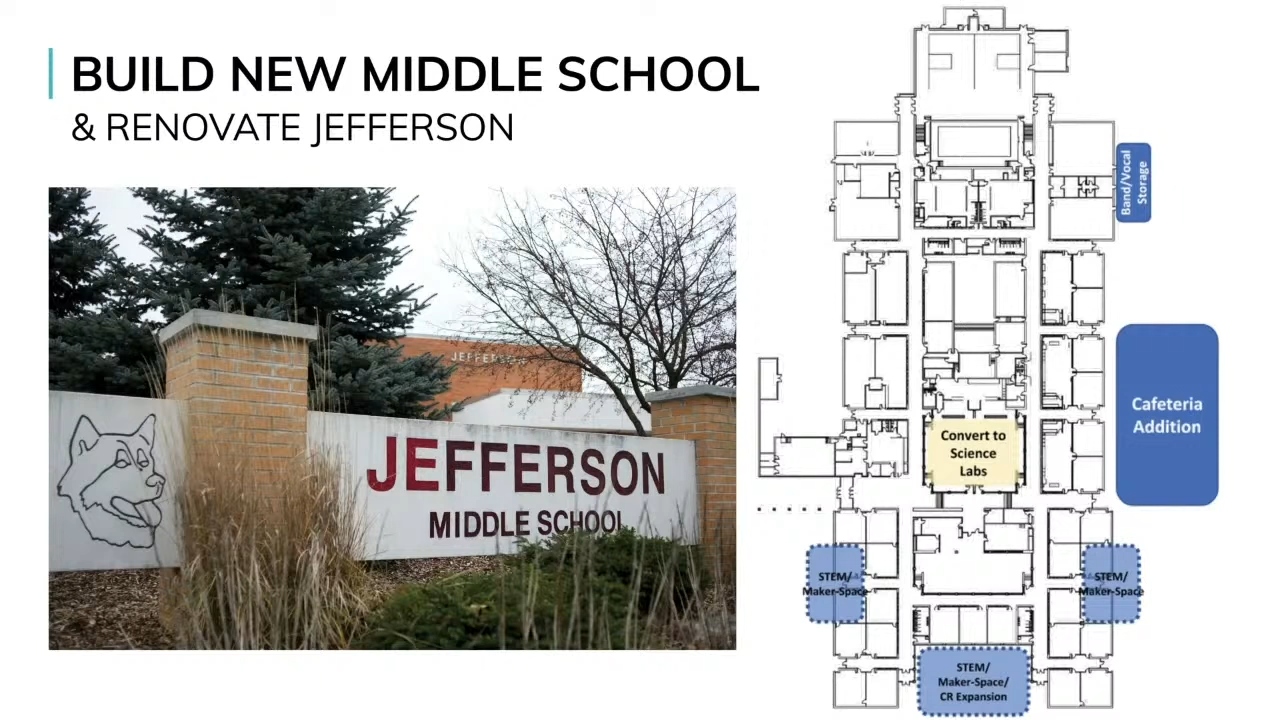 BUILD NEW MIDDLE SCHOOL
& RENOVATE JEFFERSON
JEFFERSON
JEFFERSON
MIDDLE SCHOOL
Band/Vocal
Storage
Cafeteria
Addition
Convert to
Science
Labs
STEM/
Maker-Space
STEM/
Maker-Space
STEM/
Maker-Space/
CR Expansion